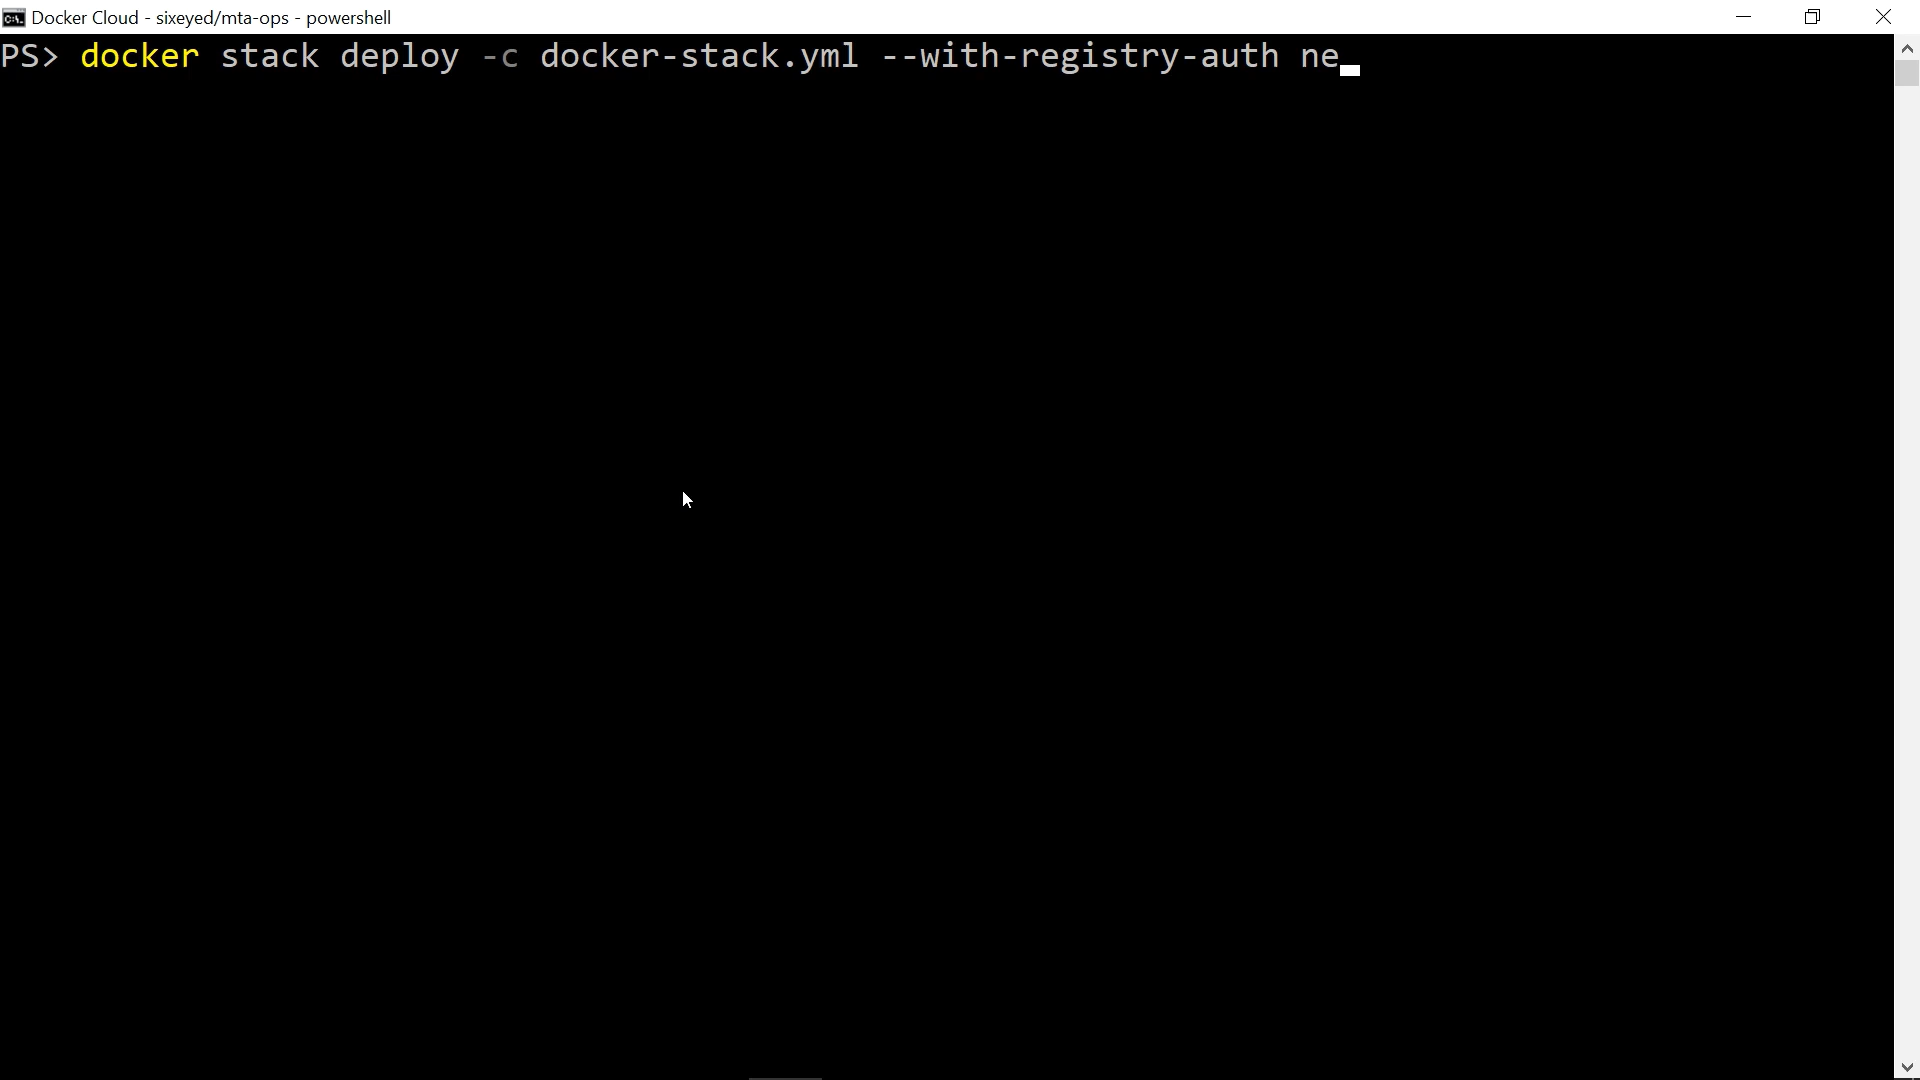 Docker Cloud - sixeyed/mta-ops - powershell
PS> docker stack deploy -c docker-stack.yml --with-registry-auth ne